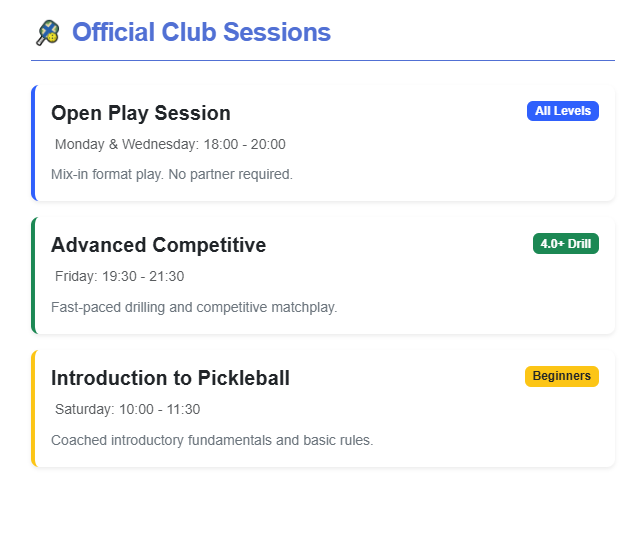 Official Club Sessions
Open Play Session
All Levels
Monday & Wednesday: 18:00 - 20:00
Mix-in format play. No partner required.
Advanced Competitive
4.0+ Drill
Friday: 19:30 - 21:30
Fast-paced drilling and competitive matchplay.
Introduction to Pickleball
Beginners
Saturday: 10:00 - 11:30
Coached introductory fundamentals and basic rules.